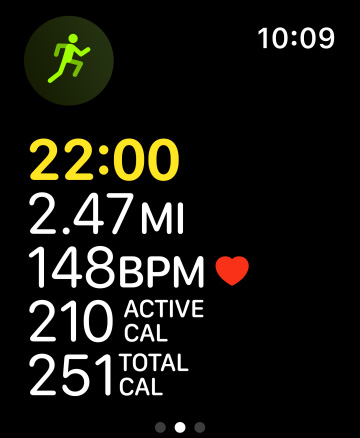 10:09
22:00
2.47MI
148BPM
210 ACTIVE
CAL
251 TOTAL
CAL